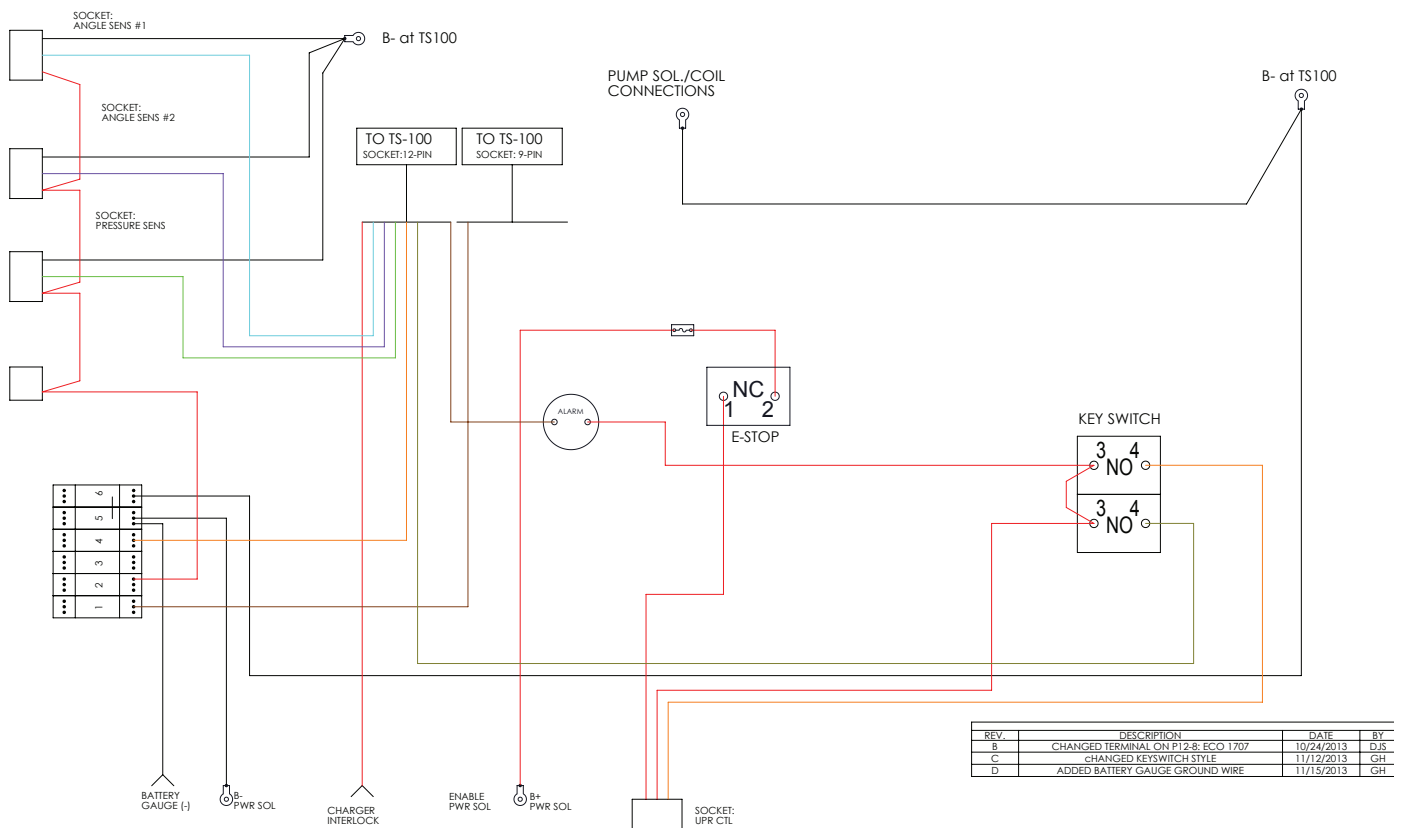 SOCKET:
ANGLE SENS #1
B- at TS100
PUMP SOL./COIL
CONNECTIONS
B- at TS100
SOCKET:
ANGLE SENS #2
TO TS-100
SOCKET:12-PIN
TO TS-100
SOCKET: 9-PIN
SOCKET:
PRESSURE SENS
NC
1 2
E-STOP
ALARM
KEY SWITCH
3 4
NO
3 4
NO
6
5
4
3
2
1
BATTERY
GAUGE (-)
B-
PWR SOL
CHARGER
INTERLOCK
ENABLE
PWR SOL
B+
PWR SOL
SOCKET:
UPR CTL
REV. DESCRIPTION DATE BY
B CHANGED TERMINAL ON P12-8: ECO 1707 10/24/2013 DJS
C cHANGED KEYSWITCH STYLE 11/12/2013 GH
D ADDED BATTERY GAUGE GROUND WIRE 11/15/2013 GH